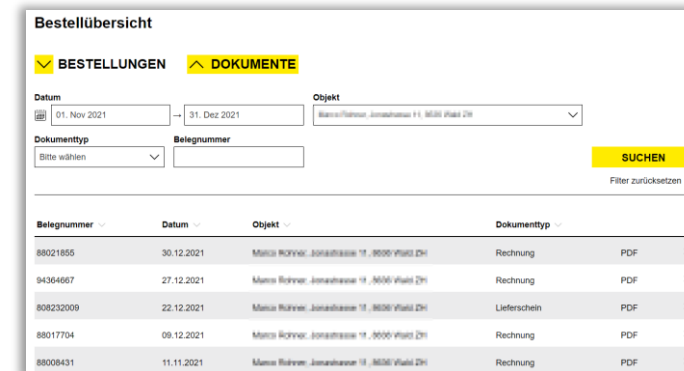 Bestellübersicht
BESTELLUNGEN DOKUMENTE
Datum Objekt
01. Nov 2021 → 31. Dez 2021
Dokumenttyp Belegnummer
Bitte wählen
SUCHEN
Filter zurücksetzen
Belegnummer Datum Objekt Dokumenttyp
88021855 30.12.2021 Rechnung PDF
94364667 27.12.2021 Rechnung PDF
808232009 22.12.2021 Lieferschein PDF
88017704 09.12.2021 Rechnung PDF
88008431 11.11.2021 Rechnung PDF